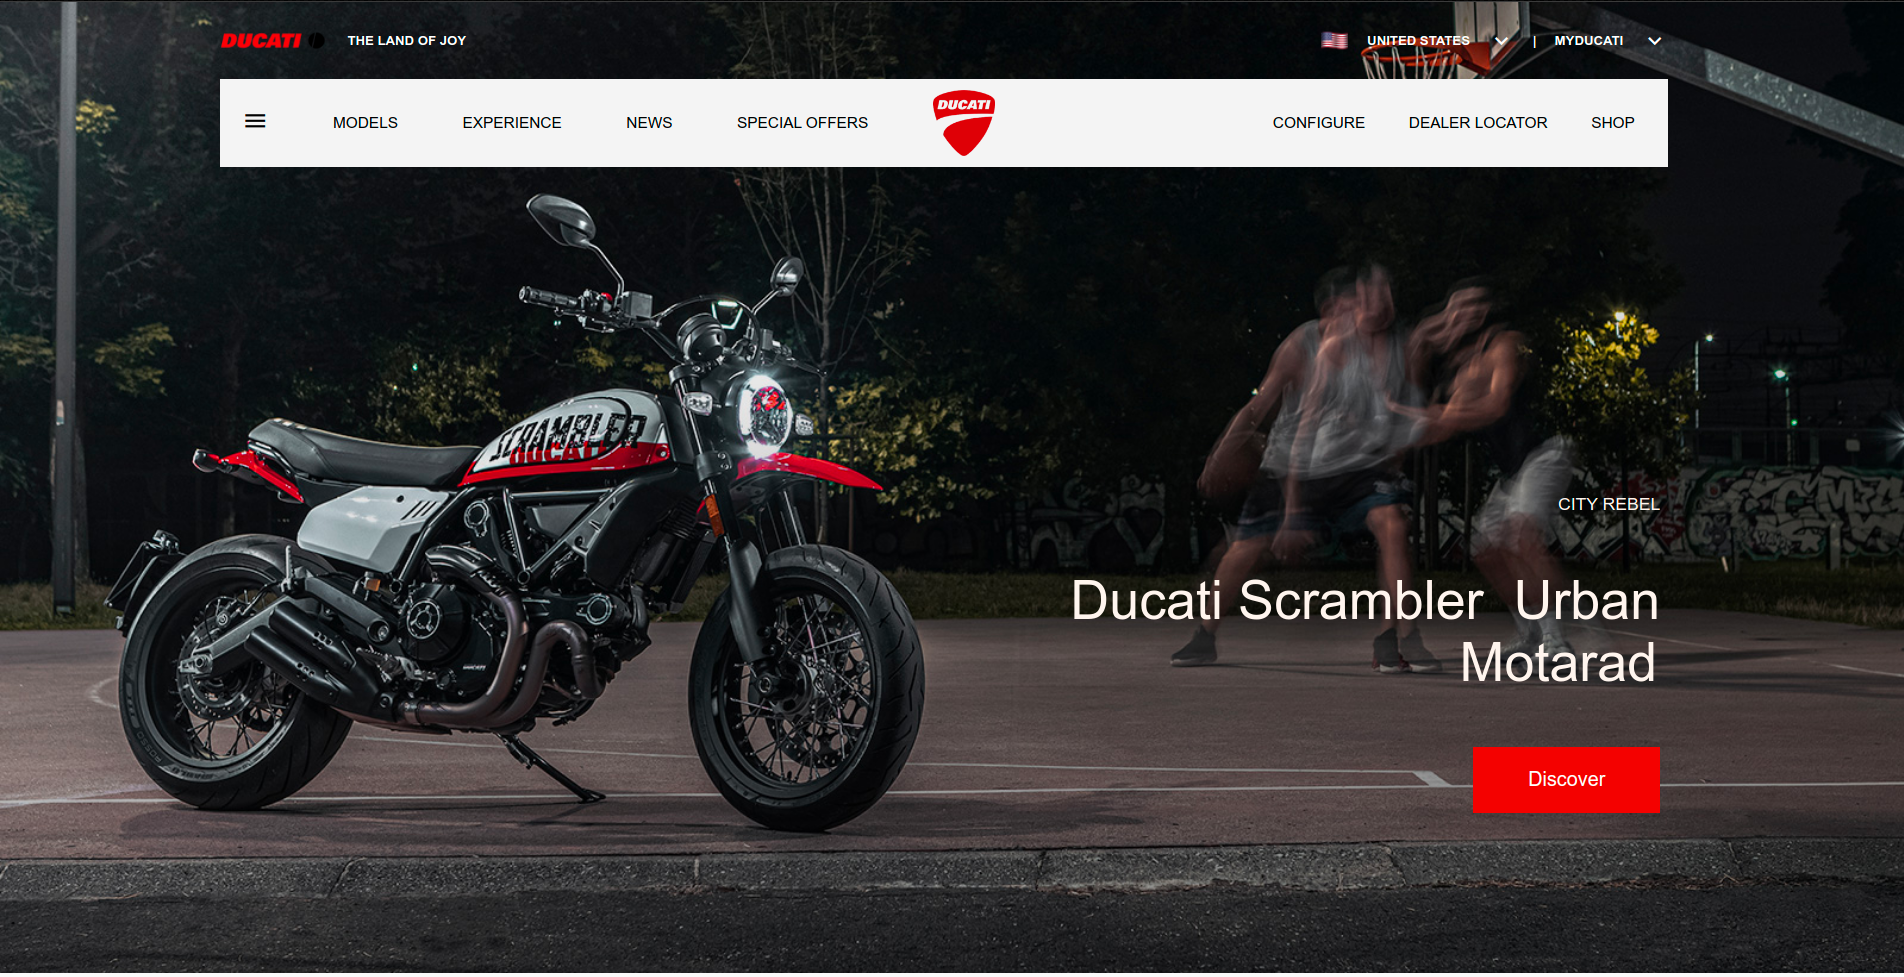 DUCATI THE LAND OF JOY UNITED STATES | MYDUCATI
MODELS EXPERIENCE NEWS SPECIAL OFFERS DUCATI CONFIGURE DEALER LOCATOR SHOP
SCRAMBLER
DUCATI
CITY REBEL
Ducati Scrambler Urban
Motarad
DUCATI
Discover